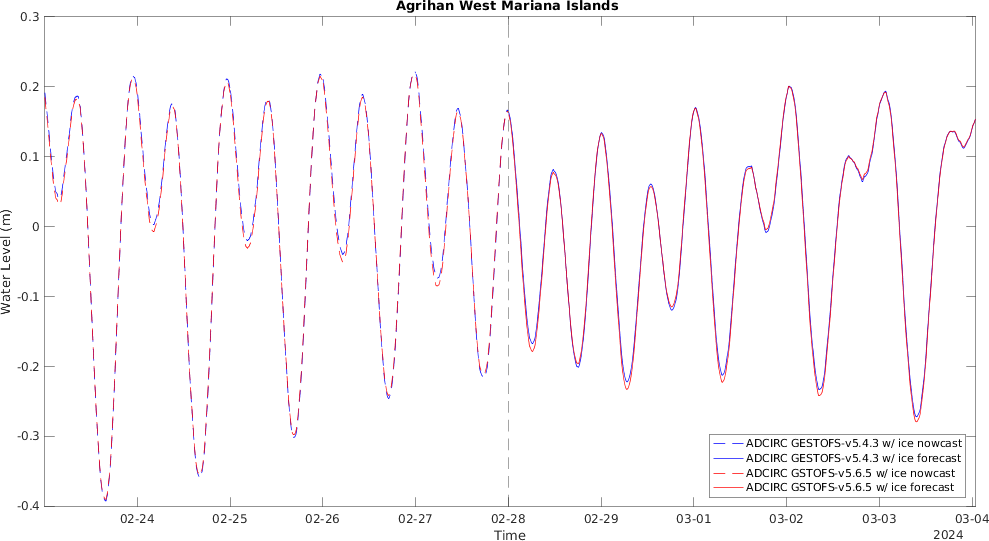 Agrihan West Mariana Islands
0.3
0.2
0.1
0
-0.1
-0.2
-0.3
-0.4
Water Level (m)
ADCIRC GESTOFS-v5.4.3 w/ ice nowcast
ADCIRC GESTOFS-v5.4.3 w/ ice forecast
ADCIRC GSTOFS-v5.6.5 w/ ice nowcast
ADCIRC GSTOFS-v5.6.5 w/ ice forecast
02-24 02-25 02-26 02-27 02-28 02-29 03-01 03-02 03-03 03-04
Time 2024